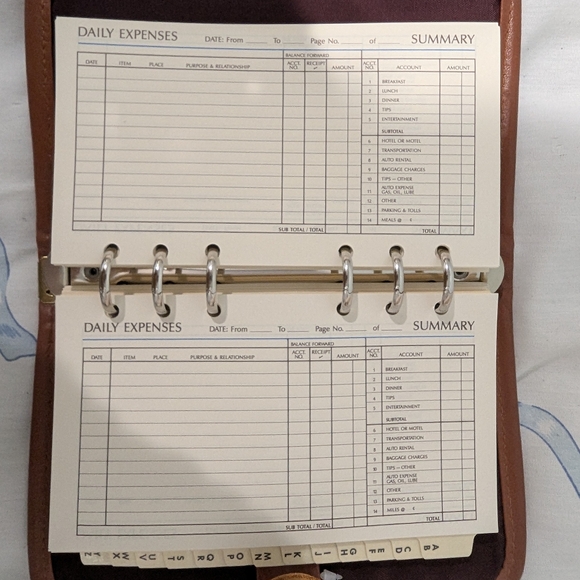 DAILY EXPENSES DATE: From To Page No. of SUMMARY
BALANCE FORWARD
DATE ITEM PLACE PURPOSE & RELATIONSHIP ACCT. NO. RECEIPT ✓ AMOUNT ACCT. NO. ACCOUNT AMOUNT
1 BREAKFAST
2 LUNCH
3 DINNER
4 TIPS
5 ENTERTAINMENT
SUBTOTAL
6 HOTEL OR MOTEL
7 TRANSPORTATION
8 AUTO RENTAL
9 BAGGAGE CHARGES
10 TIPS — OTHER
11 AUTO EXPENSE
GAS, OIL, LUBE
12 OTHER
13 PARKING & TOLLS
14 MILES @ ¢
SUB TOTAL / TOTAL TOTAL
DAILY EXPENSES DATE: From To Page No. of SUMMARY
BALANCE FORWARD
DATE ITEM PLACE PURPOSE & RELATIONSHIP ACCT. NO. RECEIPT ✓ AMOUNT ACCT. NO. ACCOUNT AMOUNT
1 BREAKFAST
2 LUNCH
3 DINNER
4 TIPS
5 ENTERTAINMENT
SUBTOTAL
6 HOTEL OR MOTEL
7 TRANSPORTATION
8 AUTO RENTAL
9 BAGGAGE CHARGES
10 TIPS — OTHER
11 AUTO EXPENSE
GAS, OIL, LUBE
12 OTHER
13 PARKING & TOLLS
14 MILES @ ¢
SUB TOTAL / TOTAL TOTAL
A B
C D
E F
G H
I J
K L
M N
O P
Q R
S T
U V
W X
Y Z